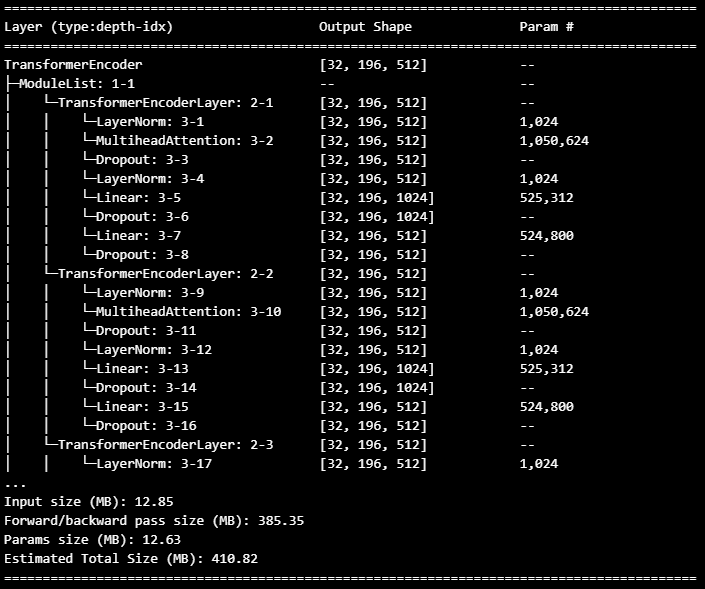 ==========================================================================================
Layer (type:depth-idx)                   Output Shape              Param #
==========================================================================================
TransformerEncoder                       [32, 196, 512]            --
├─ModuleList: 1-1                        --                        --
│    └─TransformerEncoderLayer: 2-1      [32, 196, 512]            --
│    │    └─LayerNorm: 3-1               [32, 196, 512]            1,024
│    │    └─MultiheadAttention: 3-2      [32, 196, 512]            1,050,624
│    │    └─Dropout: 3-3                 [32, 196, 512]            --
│    │    └─LayerNorm: 3-4               [32, 196, 512]            1,024
│    │    └─Linear: 3-5                  [32, 196, 1024]           525,312
│    │    └─Dropout: 3-6                 [32, 196, 1024]           --
│    │    └─Linear: 3-7                  [32, 196, 512]            524,800
│    │    └─Dropout: 3-8                 [32, 196, 512]            --
│    └─TransformerEncoderLayer: 2-2      [32, 196, 512]            --
│    │    └─LayerNorm: 3-9               [32, 196, 512]            1,024
│    │    └─MultiheadAttention: 3-10     [32, 196, 512]            1,050,624
│    │    └─Dropout: 3-11                [32, 196, 512]            --
│    │    └─LayerNorm: 3-12              [32, 196, 512]            1,024
│    │    └─Linear: 3-13                 [32, 196, 1024]           525,312
│    │    └─Dropout: 3-14                [32, 196, 1024]           --
│    │    └─Linear: 3-15                 [32, 196, 512]            524,800
│    │    └─Dropout: 3-16                [32, 196, 512]            --
│    └─TransformerEncoderLayer: 2-3      [32, 196, 512]            --
│    │    └─LayerNorm: 3-17              [32, 196, 512]            1,024
...
Input size (MB): 12.85
Forward/backward pass size (MB): 385.35
Params size (MB): 12.63
Estimated Total Size (MB): 410.82
==========================================================================================